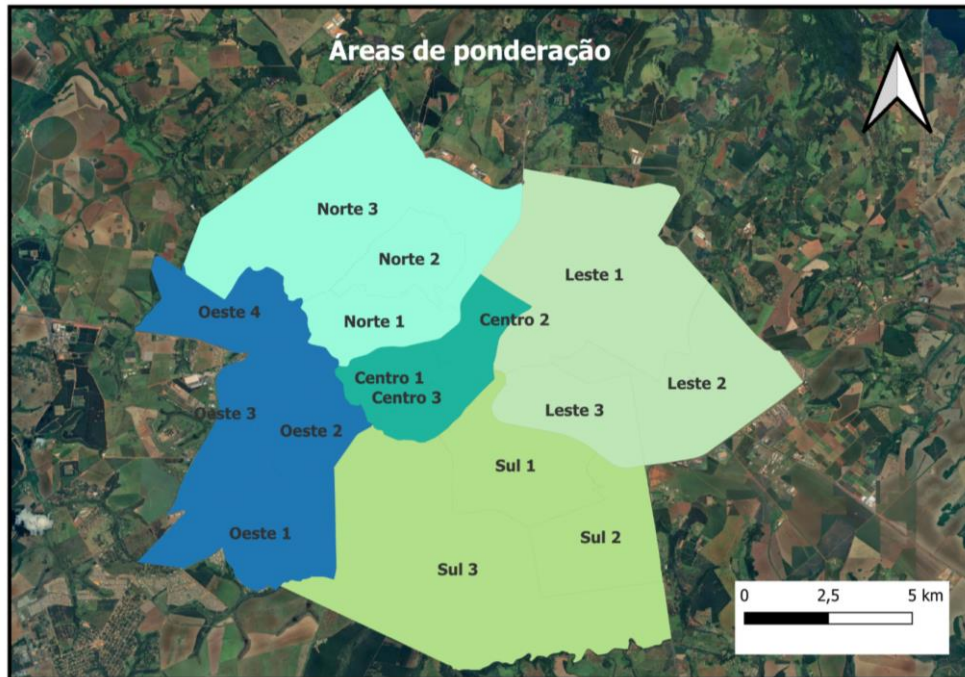 Áreas de ponderação
Norte 3
Norte 2
Leste 1
Oeste 4
Norte 1
Centro 2
Centro 1
Centro 3
Leste 2
Oeste 3
Leste 3
Oeste 2
Sul 1
Oeste 1
Sul 2
Sul 3
0 2,5 5 km